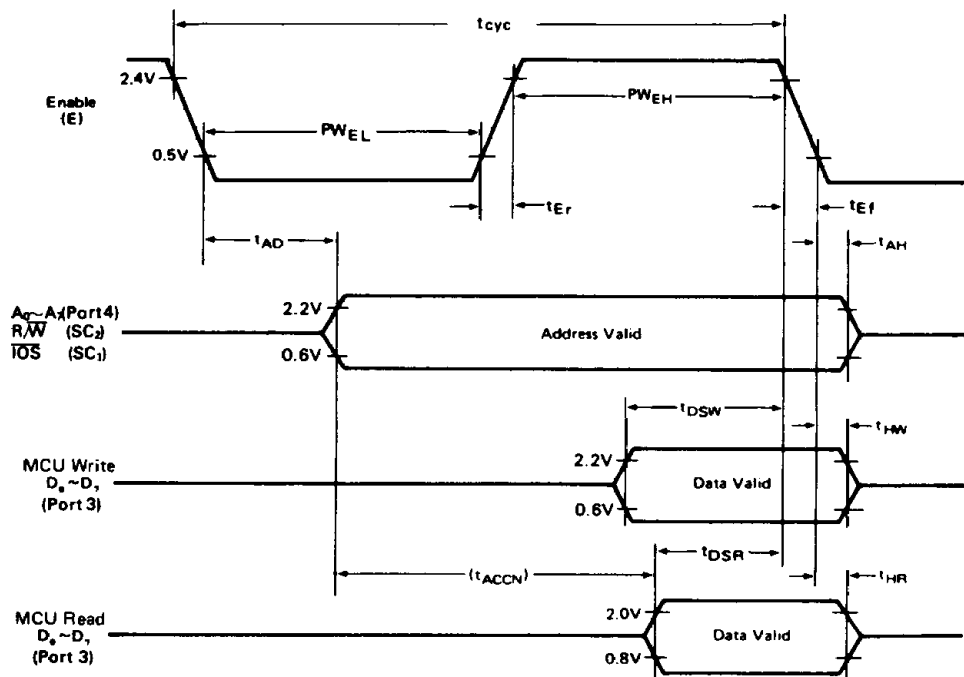 tcyc
2.4V
Enable
(E)
PWEH
PWEL
0.5V
tEr
tEf
tAD
tAH
A0~A7(Port4)
R/W (SC2)
IOS (SC1)
2.2V
Address Valid
0.6V
tDSW
tHW
MCU Write
D0~D7
(Port 3)
2.2V
Data Valid
0.6V
tDSR
(tACCN)
tHR
MCU Read
D0~D7
(Port 3)
2.0V
Data Valid
0.8V